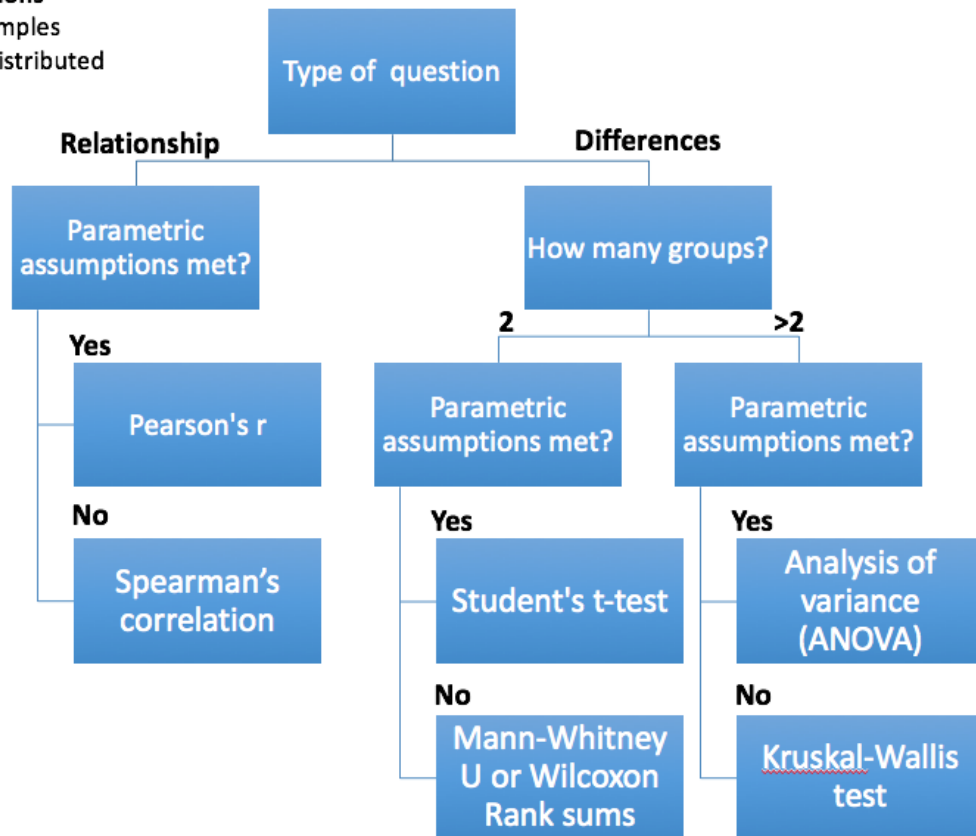 mples
istributed
Type of  question
Relationship
Differences
Parametric
assumptions met?
How many groups?
Yes
Pearson's r
No
Spearman’s
correlation
2
>2
Parametric
assumptions met?
Parametric
assumptions met?
Yes
Student's t-test
No
Mann-Whitney
U or Wilcoxon
Rank sums
Yes
Analysis of
variance
(ANOVA)
No
Kruskal-Wallis
test